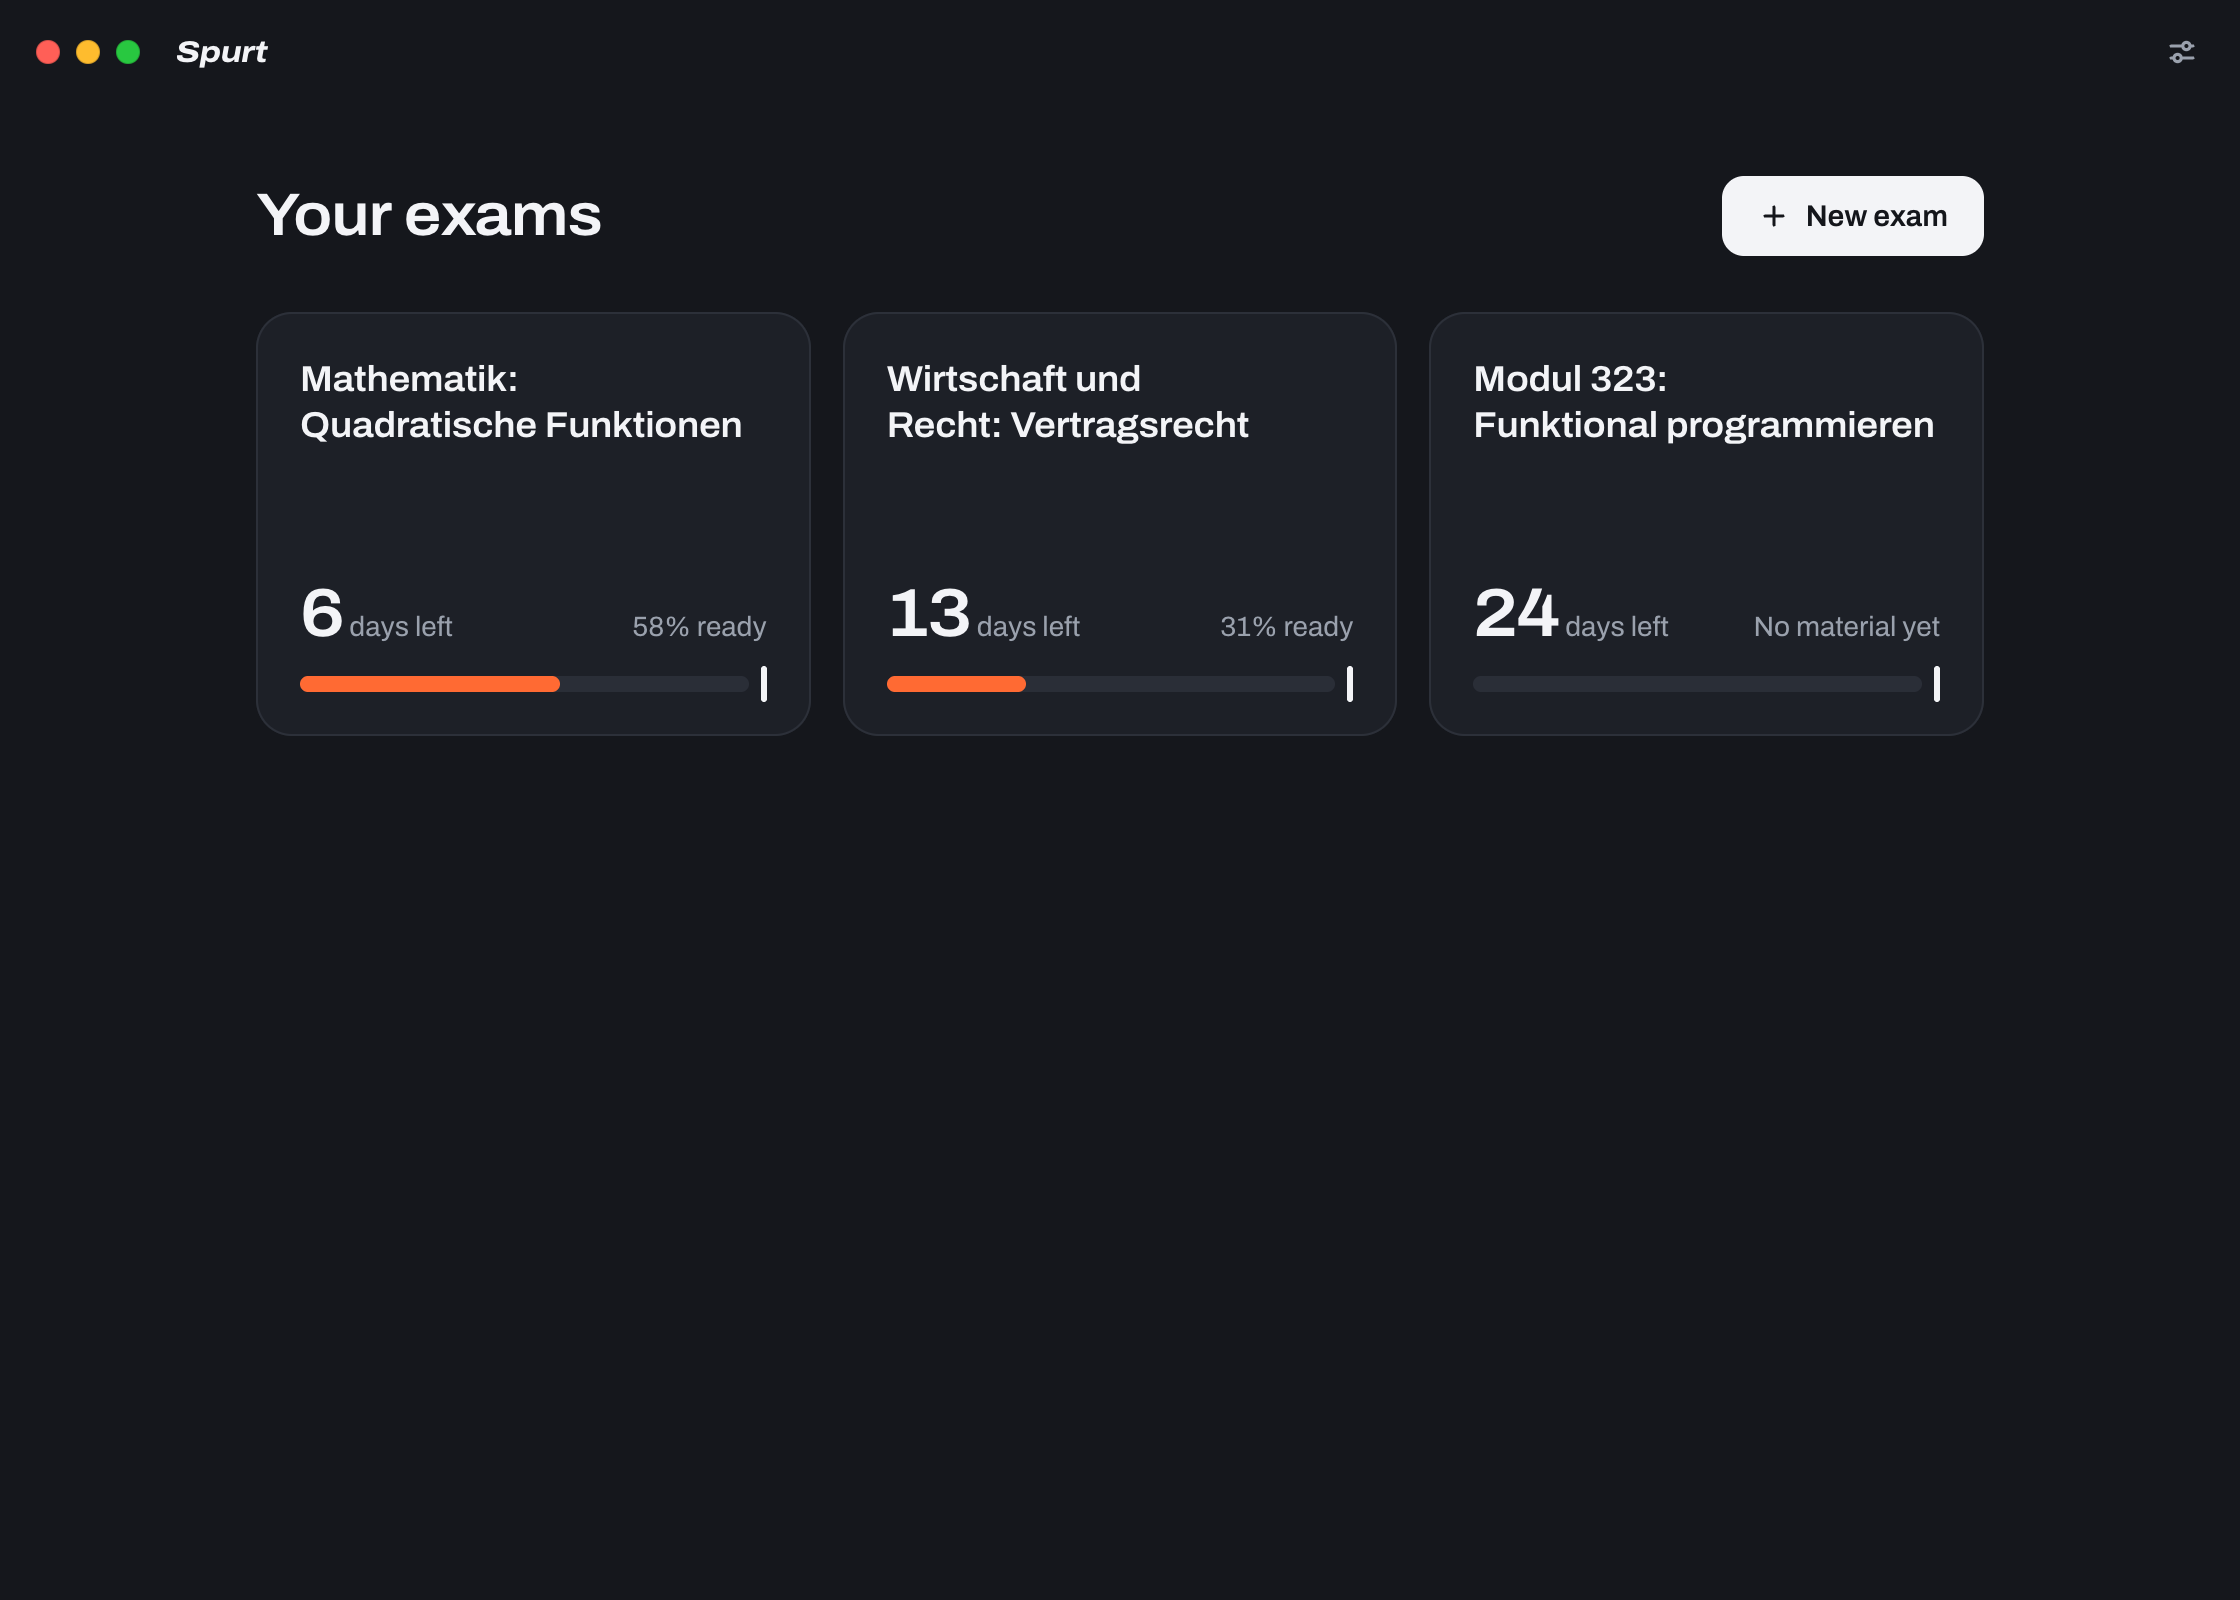 Spurt
Your exams
New exam
Mathematik:
Quadratische Funktionen
6 days left
58% ready
Wirtschaft und
Recht: Vertragsrecht
13 days left
31% ready
Modul 323:
Funktional programmieren
24 days left
No material yet